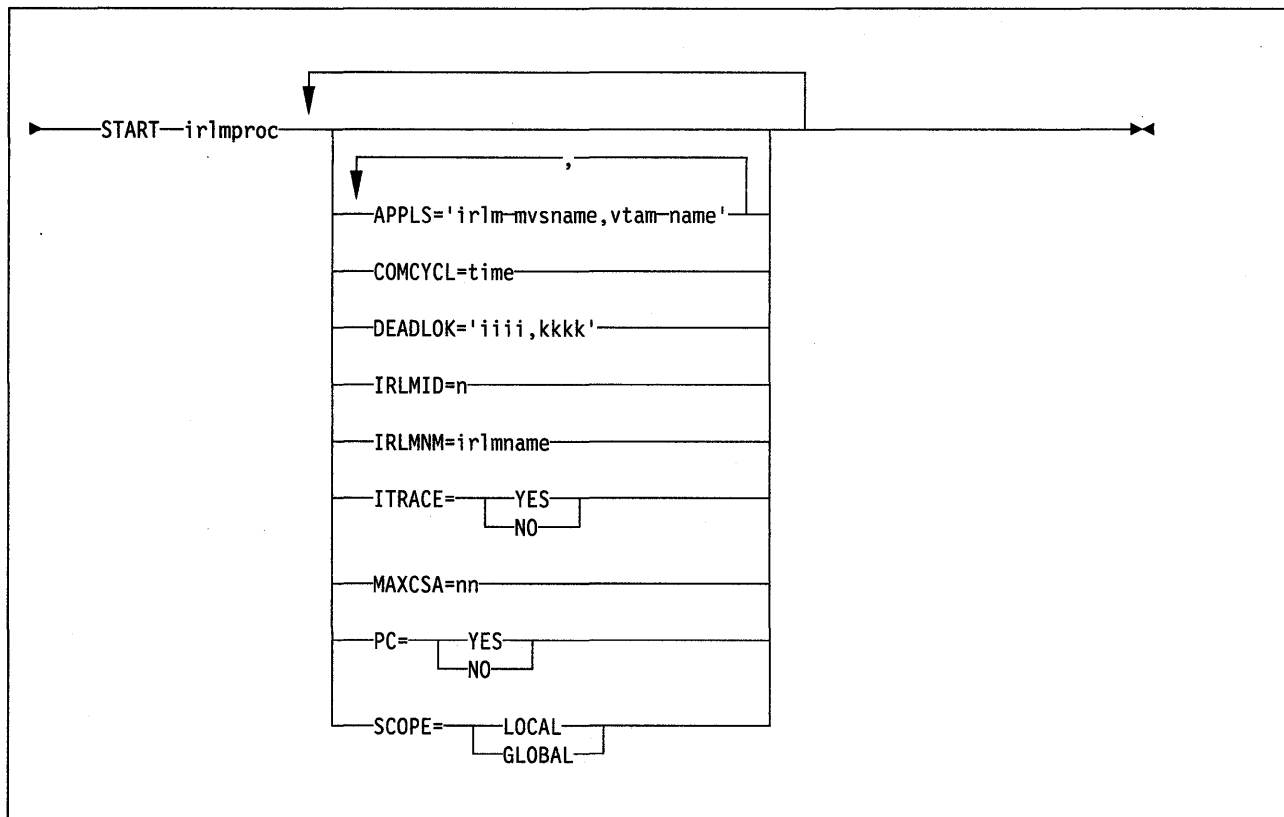 START irlmproc
,
APPLS='irlm-mvsname,vtam-name'
COMCYCL=time
DEADLOK='iiii,kkkk'
IRLMID=n
IRLMNM=irlmname
ITRACE= YES
NO
MAXCSA=nn
PC= YES
NO
SCOPE= LOCAL
GLOBAL